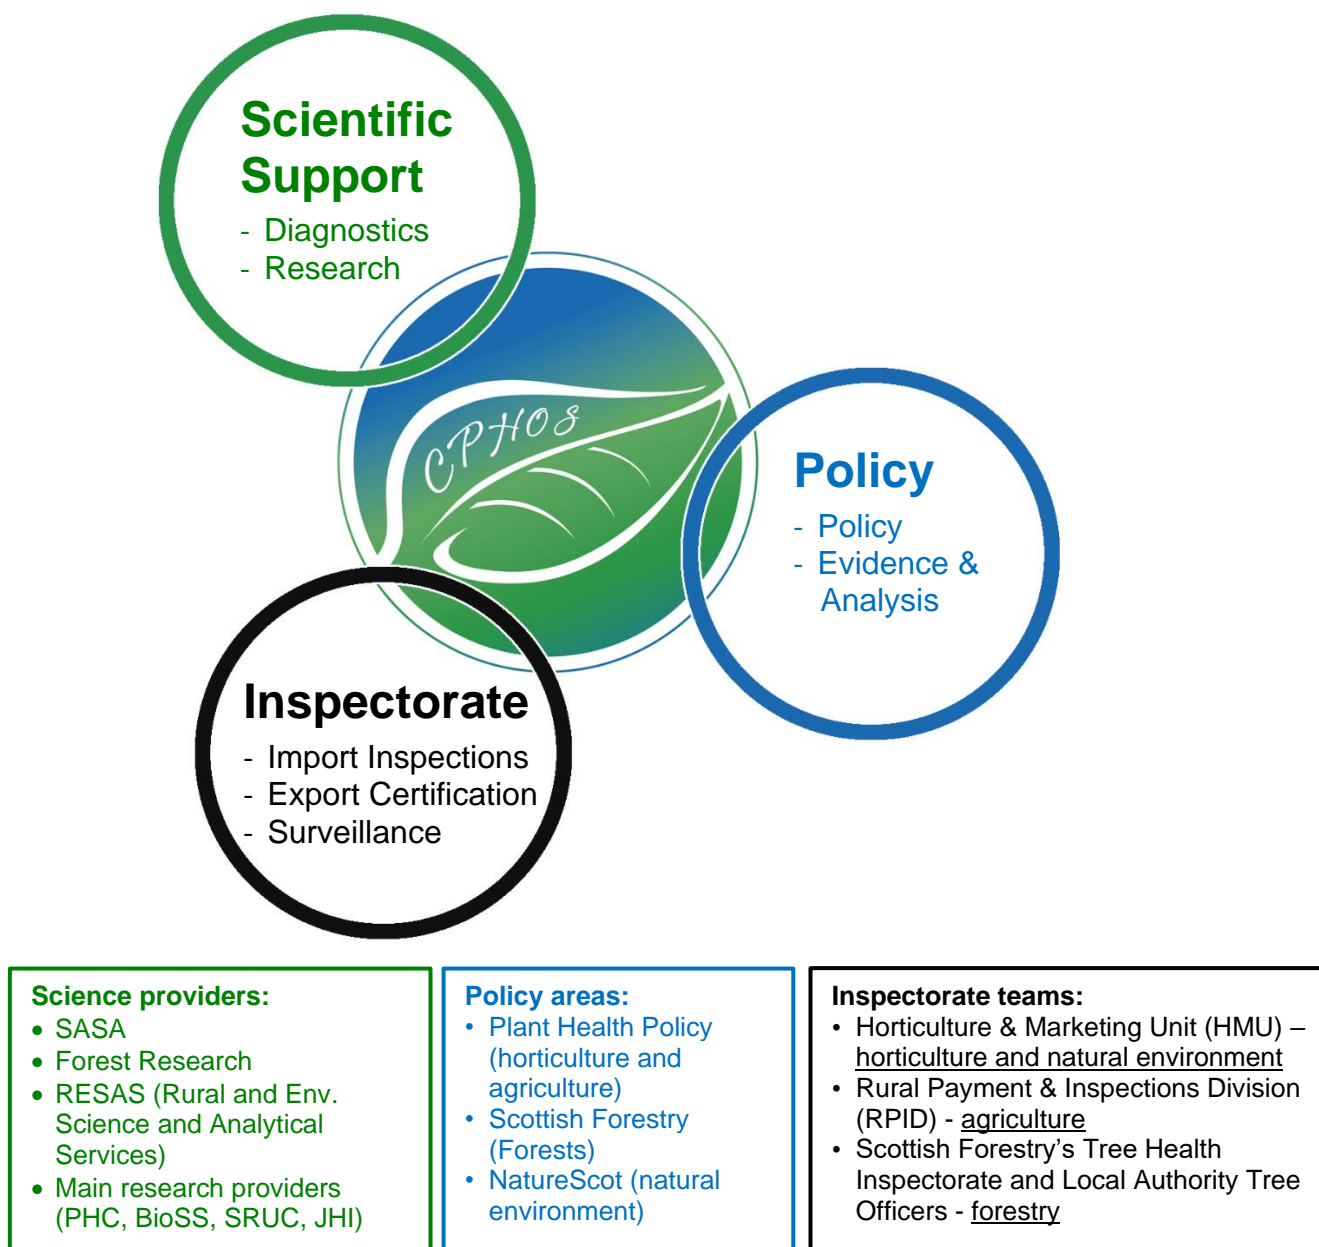 Scientific
Support
- Diagnostics
- Research
CPHOS
Policy
- Policy
- Evidence &
Analysis
Inspectorate
- Import Inspections
- Export Certification
- Surveillance
Science providers:
• SASA
• Forest Research
• RESAS (Rural and Env.
Science and Analytical
Services)
• Main research providers
(PHC, BioSS, SRUC, JHI)
Policy areas:
• Plant Health Policy
(horticulture and
agriculture)
• Scottish Forestry
(Forests)
• NatureScot (natural
environment)
Inspectorate teams:
• Horticulture & Marketing Unit (HMU) –
horticulture and natural environment
• Rural Payment & Inspections Division
(RPID) - agriculture
• Scottish Forestry’s Tree Health
Inspectorate and Local Authority Tree
Officers - forestry